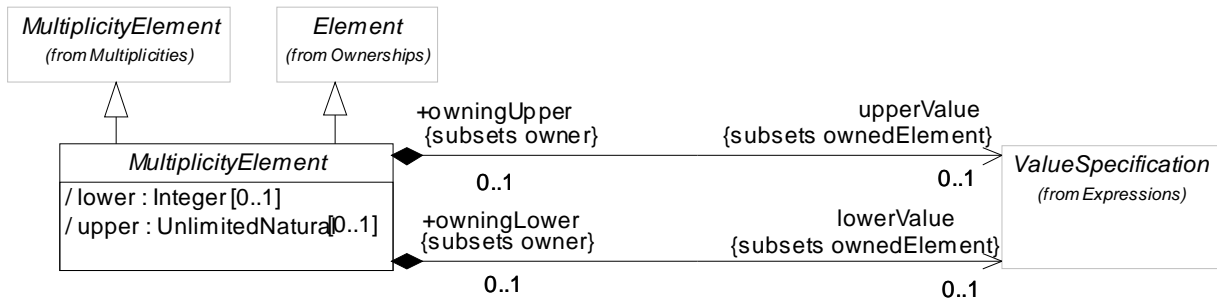 MultiplicityElement
(from Multiplicities)
Element
(from Ownerships)
+owningUpper
{subsets owner}
upperValue
{subsets ownedElement}
MultiplicityElement
0..1
0..1
ValueSpecification
(from Expressions)
/ lower : Integer [0..1]
/ upper : UnlimitedNatural[0..1]
+owningLower
{subsets owner}
lowerValue
{subsets ownedElement}
0..1
0..1